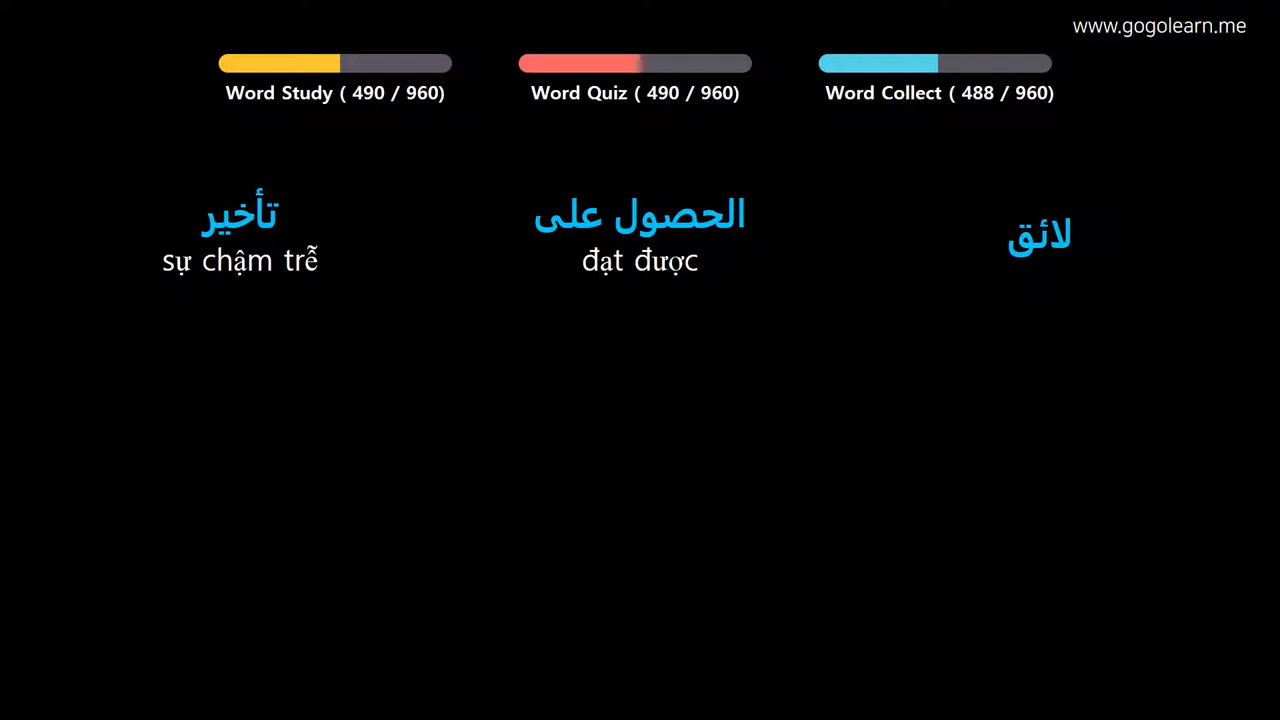 www.gogolearn.me
Word Study ( 490 / 960)
Word Quiz ( 490 / 960)
Word Collect ( 488 / 960)
تأخير
sự chậm trễ
الحصول على
đạt được
لائق